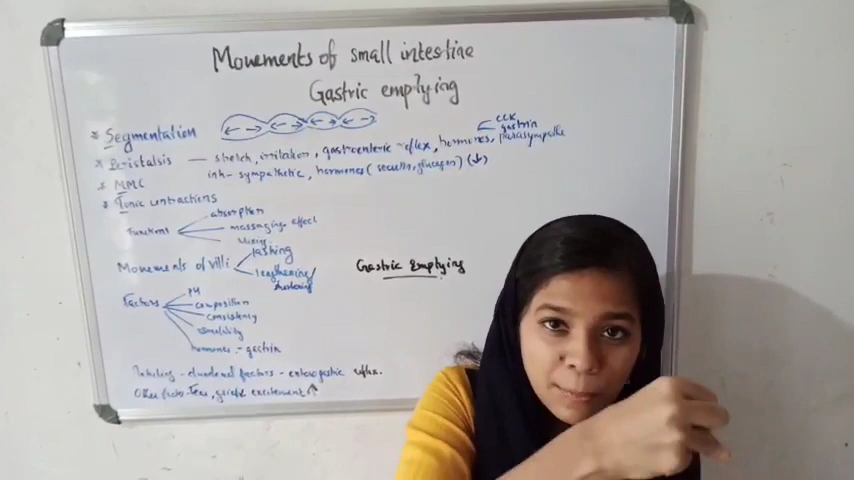 Movements of small intestine
Gastric emptying
* Segmentation
* Peristalsis — stretch, irritation, gastroenteric reflex, hormones, parasympathe
CCK
gastrin
inh - sympathetic, hormones (secretin, glucagon) (↓)
* MMC
* Tonic contractions
Functions
absorption
massaging effect
Mixing
Movements of villi
lashing
lengthening/
shortening
Gastric Emptying
Factors
PH
composition
consistency
osmolality
hormones - gastrin
Inhibiting - duodenal factors - enterogastric reflex.
Other factors - Fear, grief excitement ↑